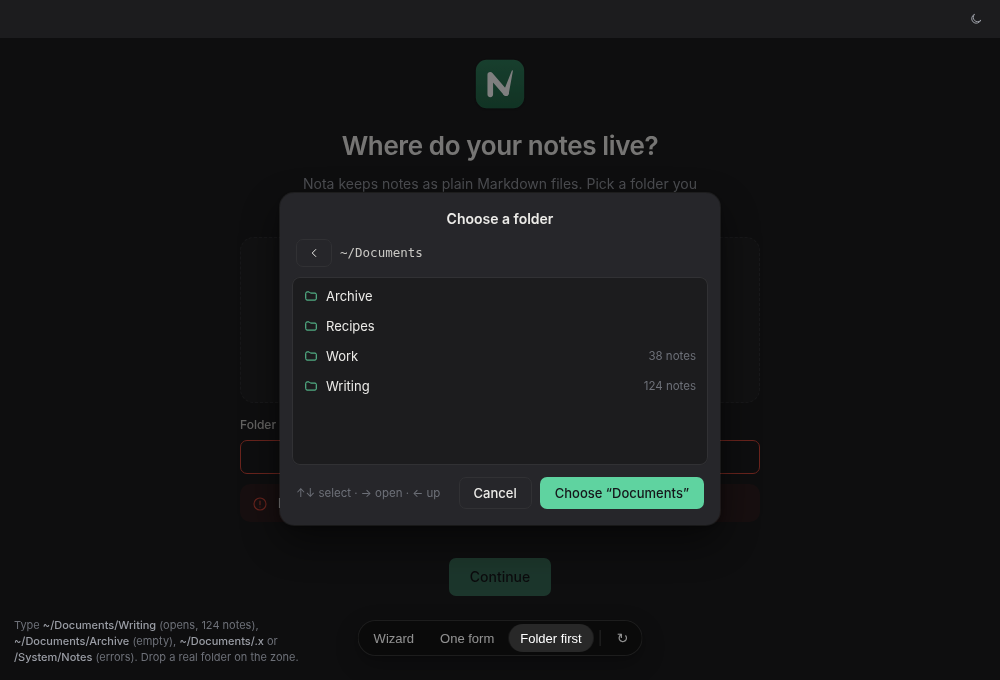 Where do your notes live?
Nota keeps notes as plain Markdown files. Pick a folder you
Choose a folder
~/Documents
Archive
Recipes
Work 38 notes
Writing 124 notes
Folder
↑↓ select · → open · ← up
Cancel
Choose “Documents”
Continue
Type ~/Documents/Writing (opens, 124 notes),
~/Documents/Archive (empty), ~/Documents/.x or
/System/Notes (errors). Drop a real folder on the zone.
Wizard
One form
Folder first
↻